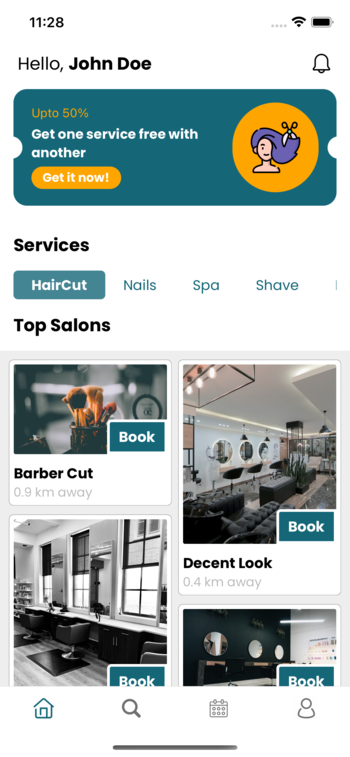 11:28
Hello, John Doe
Upto 50%
Get one service free with
another
Get it now!
Services
HairCut
Nails
Spa
Shave
Top Salons
Book
Barber Cut
0.9 km away
Book
Decent Look
0.4 km away
Book
Book